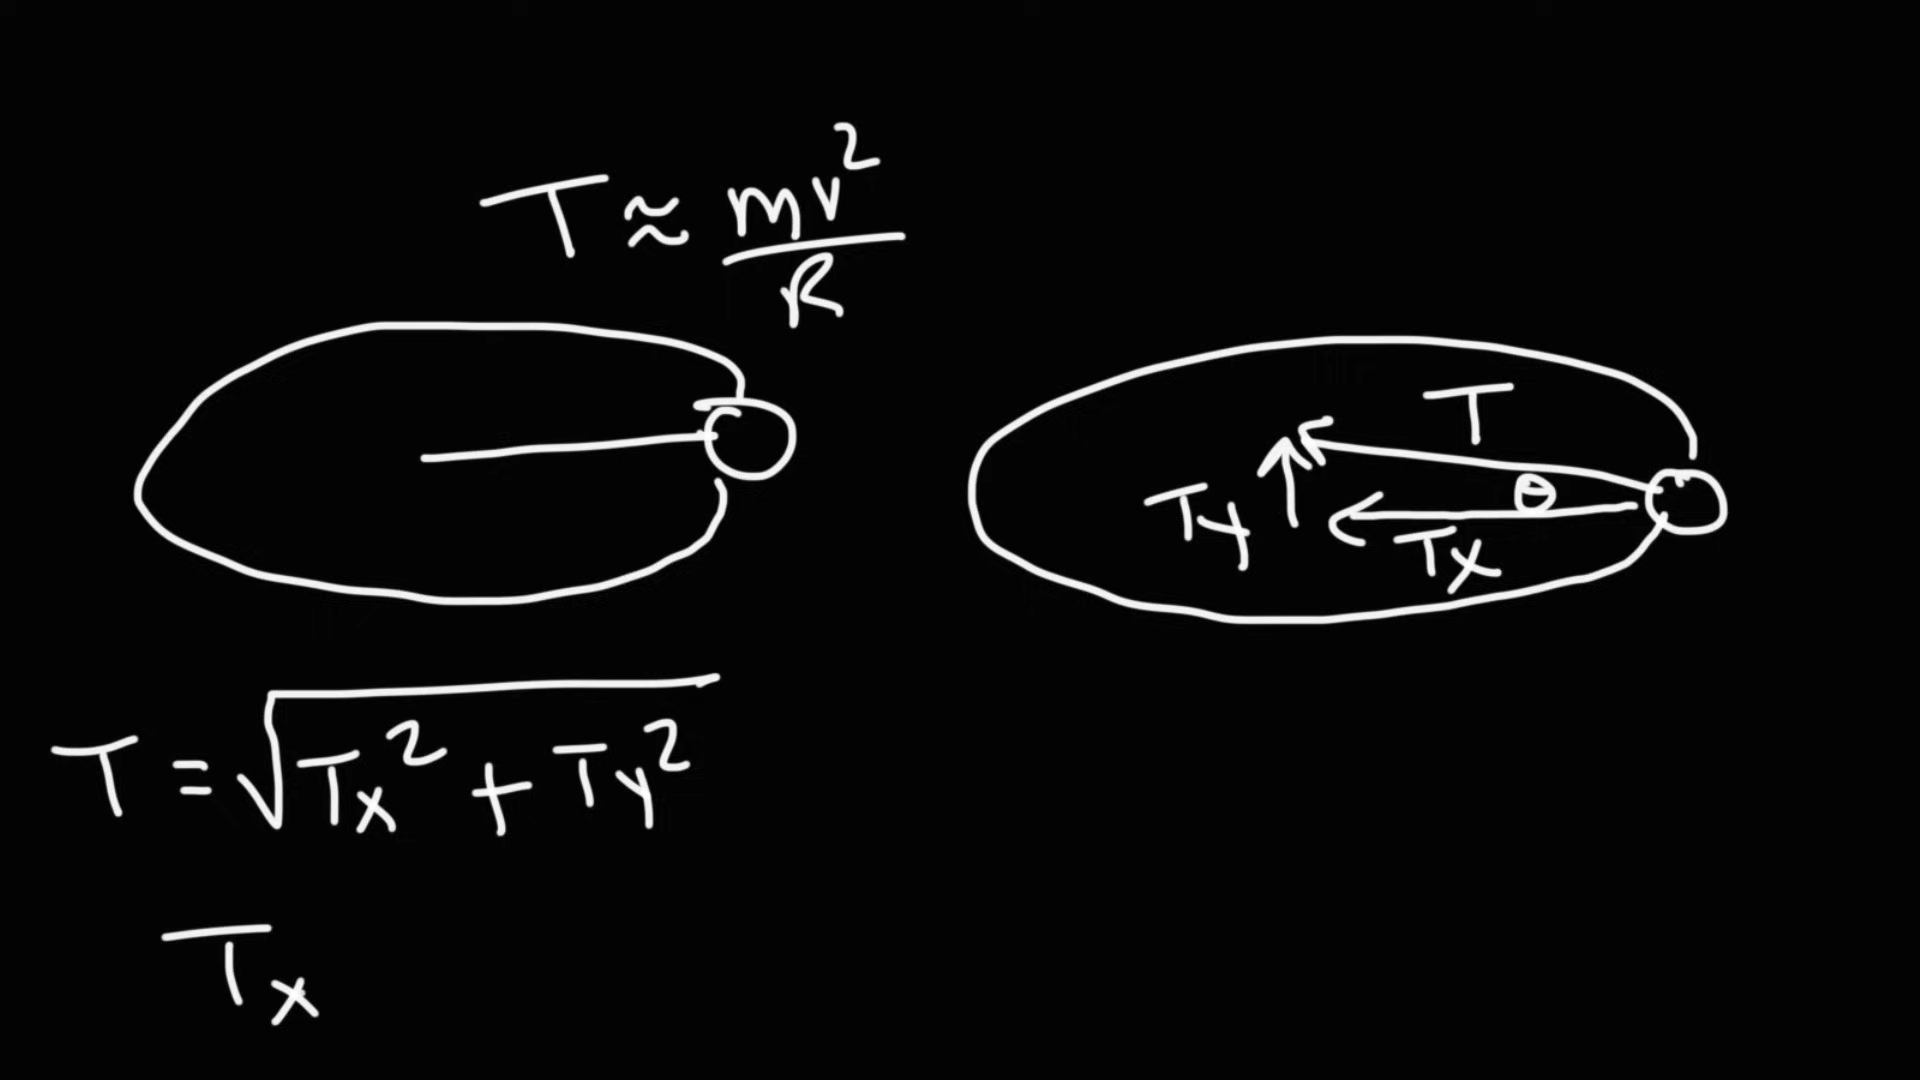 T ≈ mv²/R
T
θ
Ty
Tx
T = √Tx² + Ty²
Tx